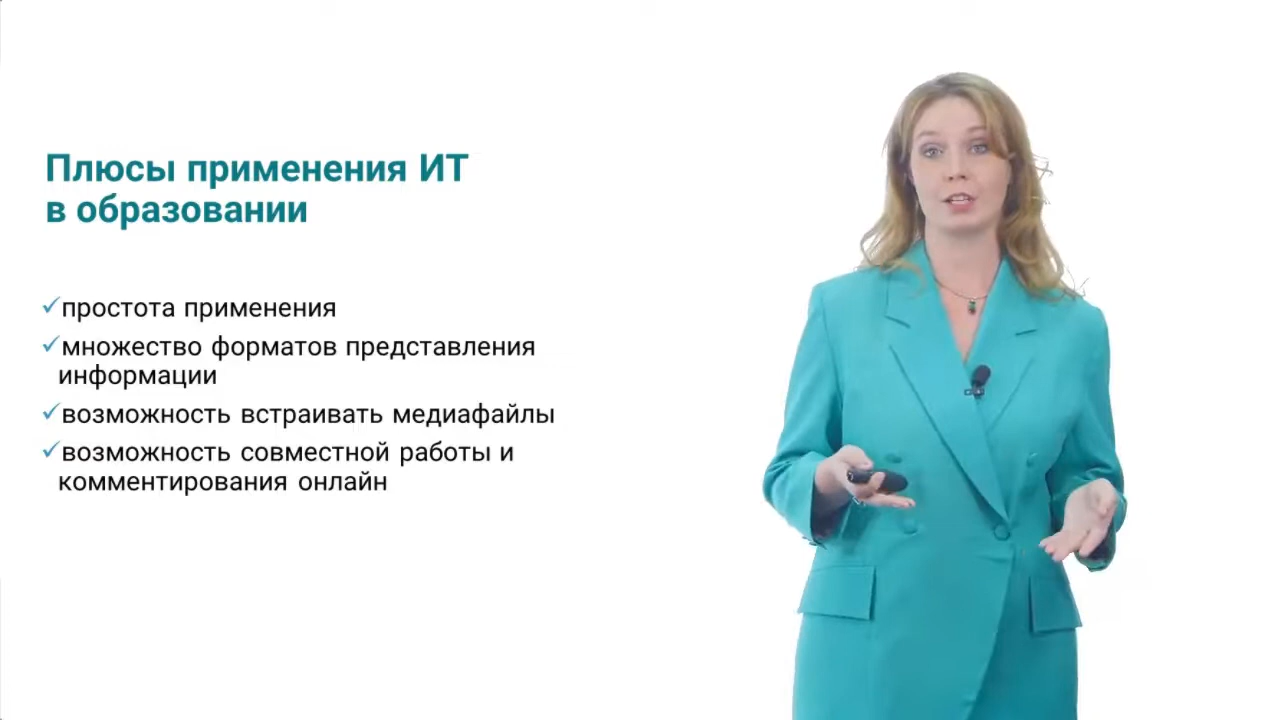 Плюсы применения ИТ
в образовании
✓простота применения
✓множество форматов представления
информации
✓возможность встраивать медиафайлы
✓возможность совместной работы и
комментирования онлайн